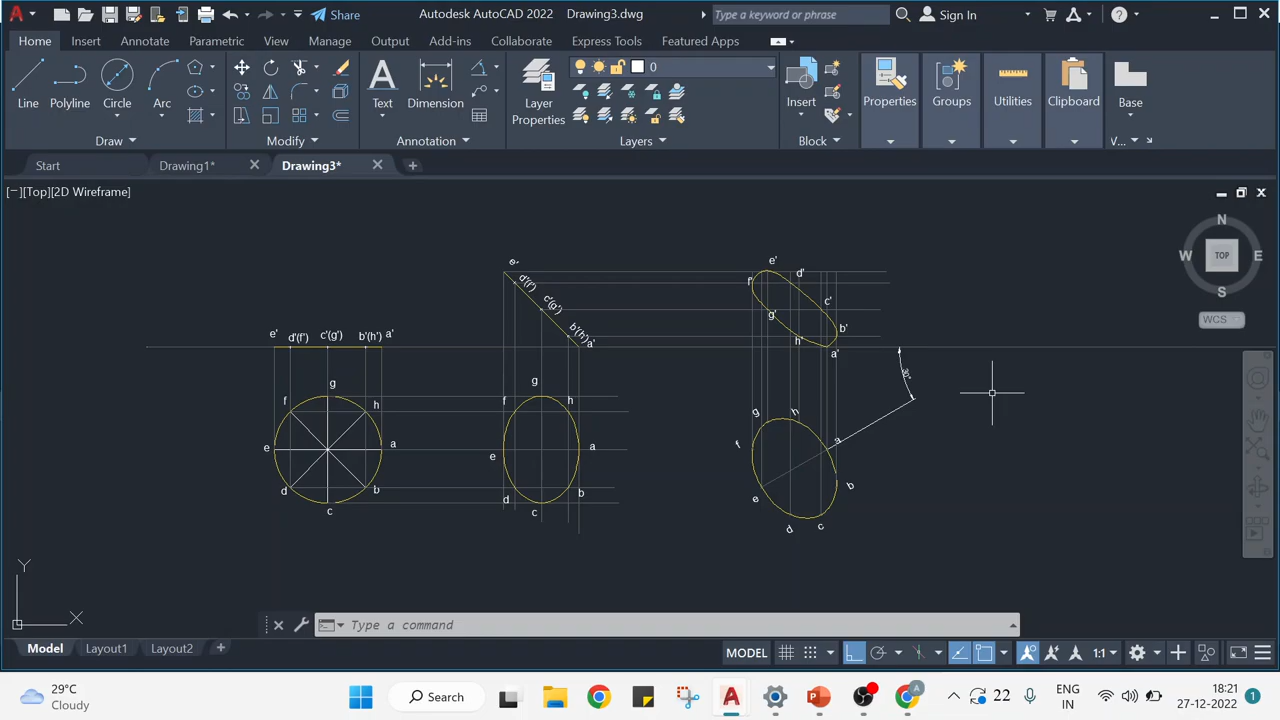 Share
Autodesk AutoCAD 2022 Drawing3.dwg
Type a keyword or phrase
Sign In
Home Insert Annotate Parametric View Manage Output Add-ins Collaborate Express Tools Featured Apps
Line Polyline Circle Arc
Text Dimension
Layer Properties
0
Insert
Properties
Groups
Utilities
Clipboard
Base
Draw Modify Annotation Layers Block V...
Start Drawing1* Drawing3*
[−][Top][2D Wireframe]
N
W TOP E
S
WCS
e' d'(f') c'(g') b'(h') a'
g
f h
e a
d b
c
e'
d'(f')
c'(g')
b'(h')
a'
g
f h
e a
d b
c
e'
f' d'
g' c'
h' b'
a'
30°
g h
f a
e b
d c
Y
X
Type a command
Model Layout1 Layout2
MODEL
1:1
29°C
Cloudy
Search
22
ENG
IN
18:21
27-12-2022
1